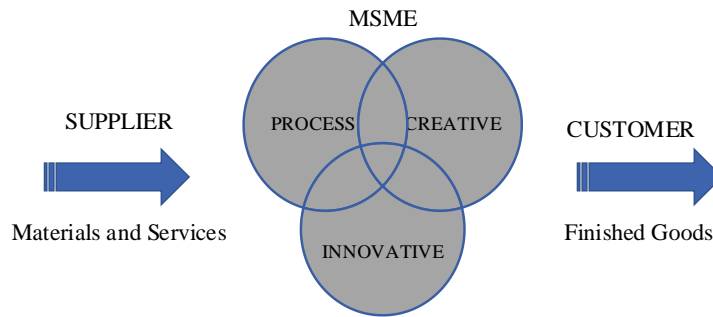 MSME
SUPPLIER
PROCESS
CREATIVE
CUSTOMER
Materials and Services
INNOVATIVE
Finished Goods